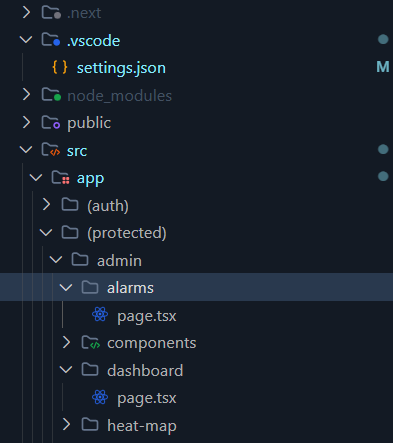 .next
.vscode
{ } settings.json M
node_modules
public
src
app
(auth)
(protected)
admin
alarms
page.tsx
components
dashboard
page.tsx
heat-map